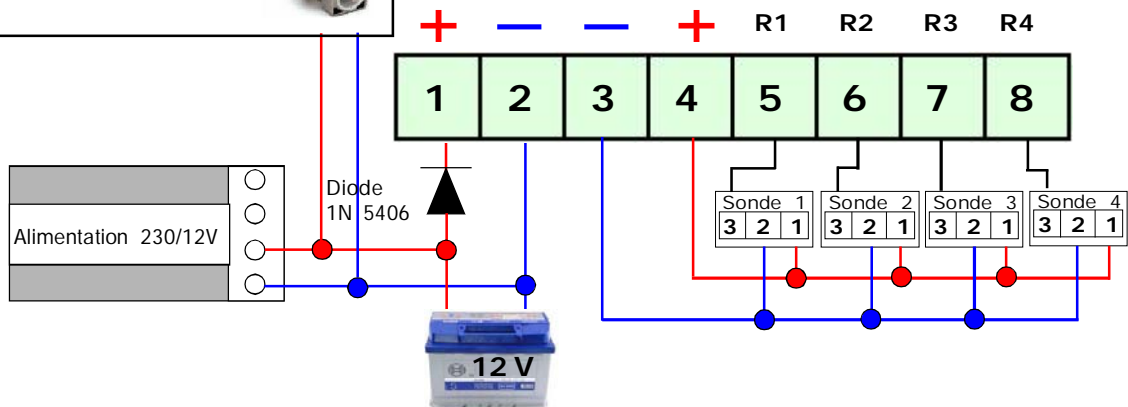 + — — + R1 R2 R3 R4
1 2 3 4 5 6 7 8
Diode
1N 5406
Alimentation 230/12V
Sonde 1
3 2 1
Sonde 2
3 2 1
Sonde 3
3 2 1
Sonde 4
3 2 1
12 V